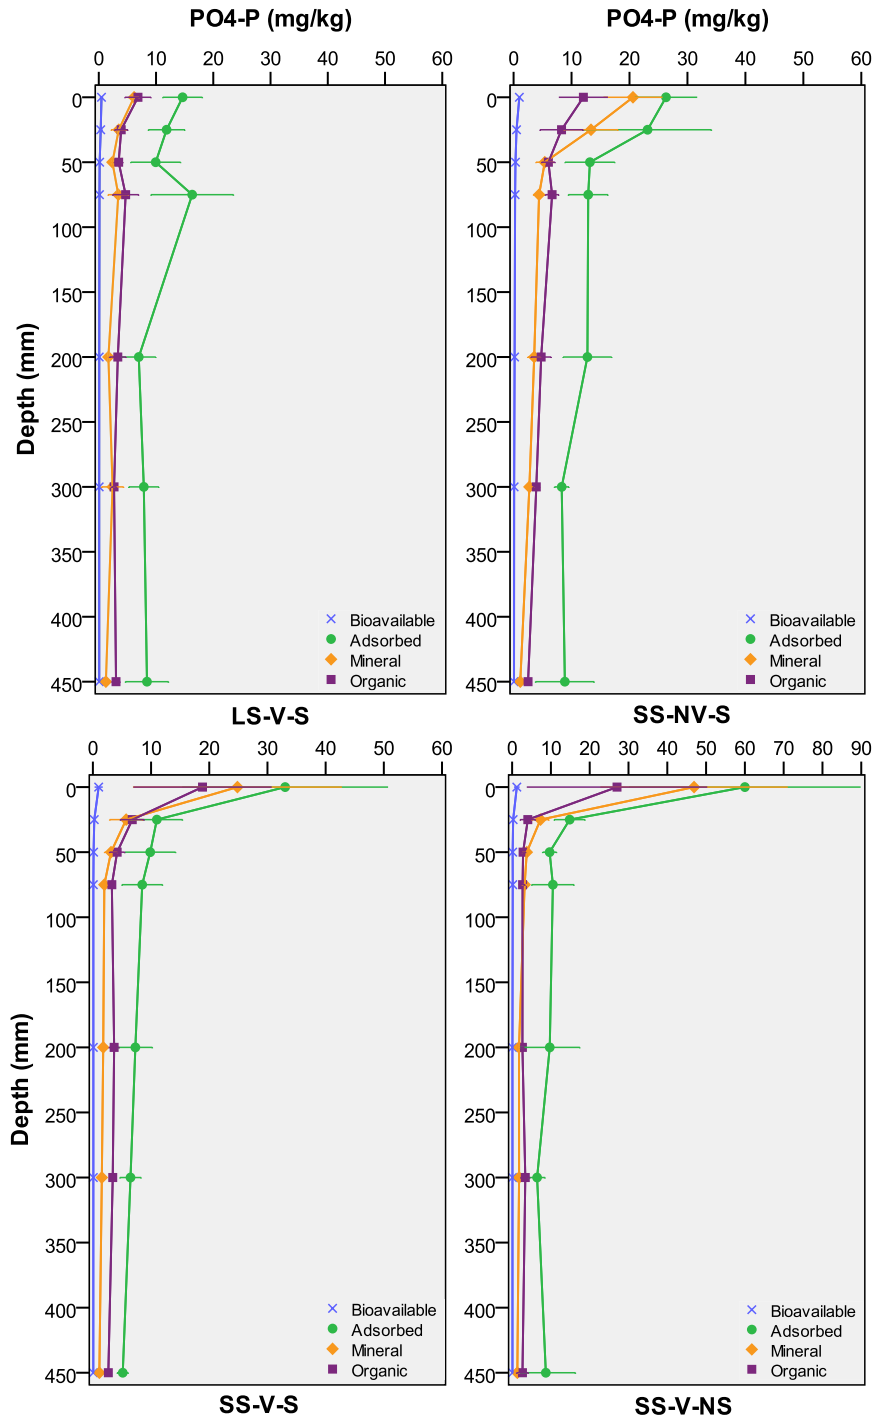 PO4-P (mg/kg)
0 10 20 30 40 50 60
0
50
100
150
200
250
300
350
400
450
Depth (mm)
Bioavailable
Adsorbed
Mineral
Organic
LS-V-S
PO4-P (mg/kg)
0 10 20 30 40 50 60
0
50
100
150
200
250
300
350
400
450
Bioavailable
Adsorbed
Mineral
Organic
SS-NV-S
0 10 20 30 40 50 60
0
50
100
150
200
250
300
350
400
450
Depth (mm)
Bioavailable
Adsorbed
Mineral
Organic
SS-V-S
0 10 20 30 40 50 60 70 80 90
0
50
100
150
200
250
300
350
400
450
Bioavailable
Adsorbed
Mineral
Organic
SS-V-NS